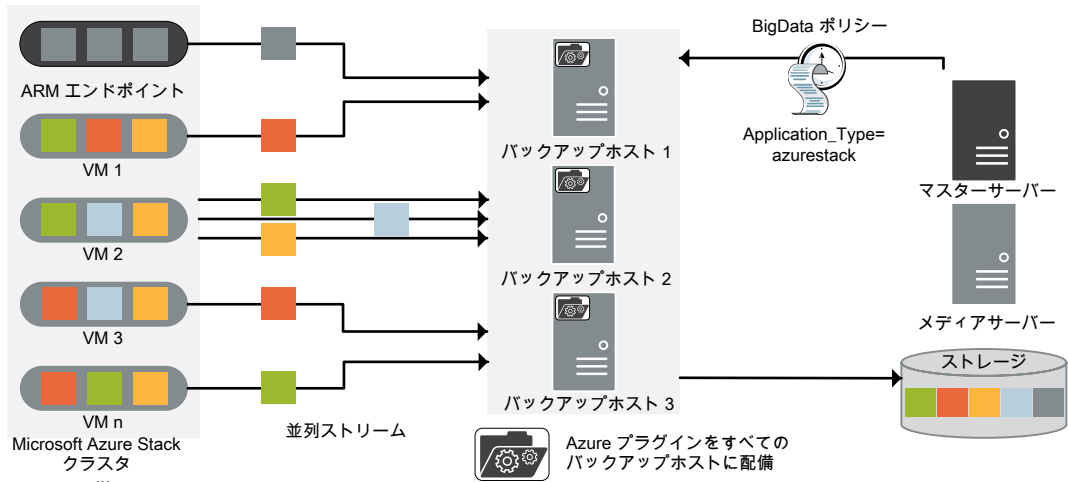 ARM エンドポイント
VM 1
VM 2
VM 3
VM n
Microsoft Azure Stack
クラスタ
...
並列ストリーム
バックアップホスト 1
バックアップホスト 2
バックアップホスト 3
Azure プラグインをすべての
バックアップホストに配備
BigData ポリシー
Application_Type=
azurestack
マスターサーバー
メディアサーバー
ストレージ